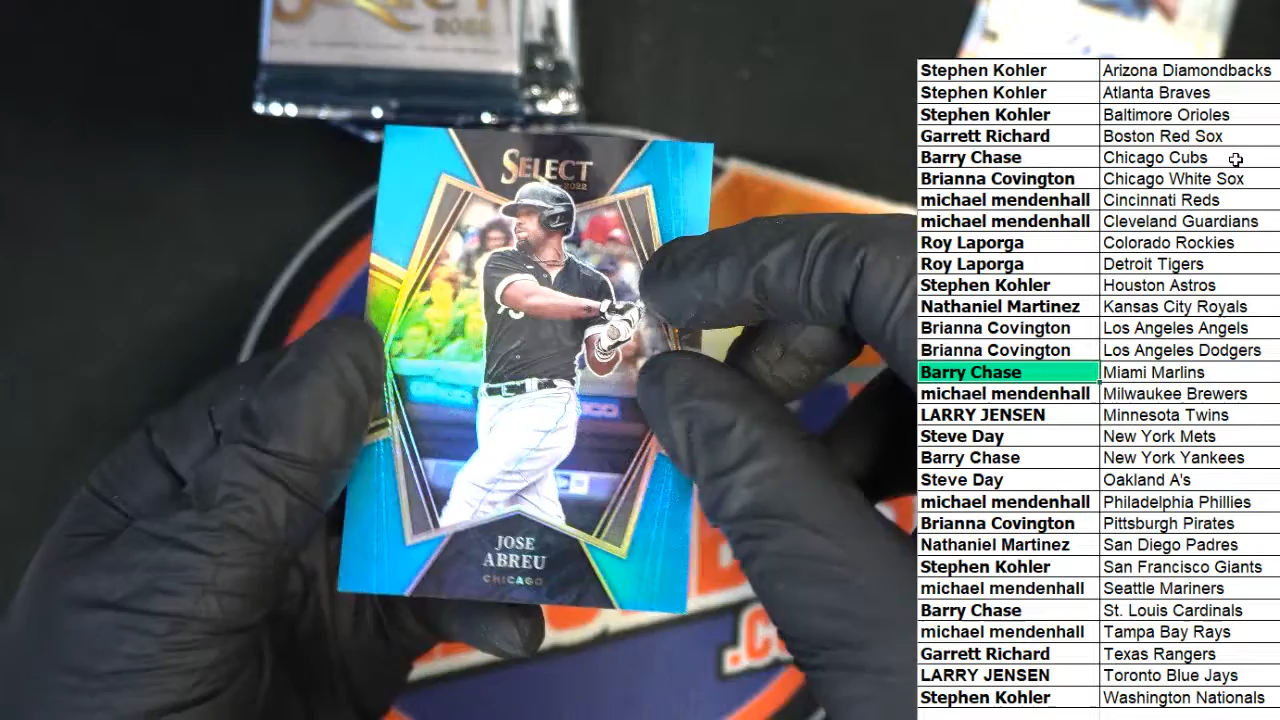 SELECT
2022
SELECT
2022
JOSE
ABREU
CHICAGO
.C
Stephen Kohler Arizona Diamondbacks
Stephen Kohler Atlanta Braves
Stephen Kohler Baltimore Orioles
Garrett Richard Boston Red Sox
Barry Chase Chicago Cubs
Brianna Covington Chicago White Sox
michael mendenhall Cincinnati Reds
michael mendenhall Cleveland Guardians
Roy Laporga Colorado Rockies
Roy Laporga Detroit Tigers
Stephen Kohler Houston Astros
Nathaniel Martinez Kansas City Royals
Brianna Covington Los Angeles Angels
Brianna Covington Los Angeles Dodgers
Barry Chase Miami Marlins
michael mendenhall Milwaukee Brewers
LARRY JENSEN Minnesota Twins
Steve Day New York Mets
Barry Chase New York Yankees
Steve Day Oakland A's
michael mendenhall Philadelphia Phillies
Brianna Covington Pittsburgh Pirates
Nathaniel Martinez San Diego Padres
Stephen Kohler San Francisco Giants
michael mendenhall Seattle Mariners
Barry Chase St. Louis Cardinals
michael mendenhall Tampa Bay Rays
Garrett Richard Texas Rangers
LARRY JENSEN Toronto Blue Jays
Stephen Kohler Washington Nationals